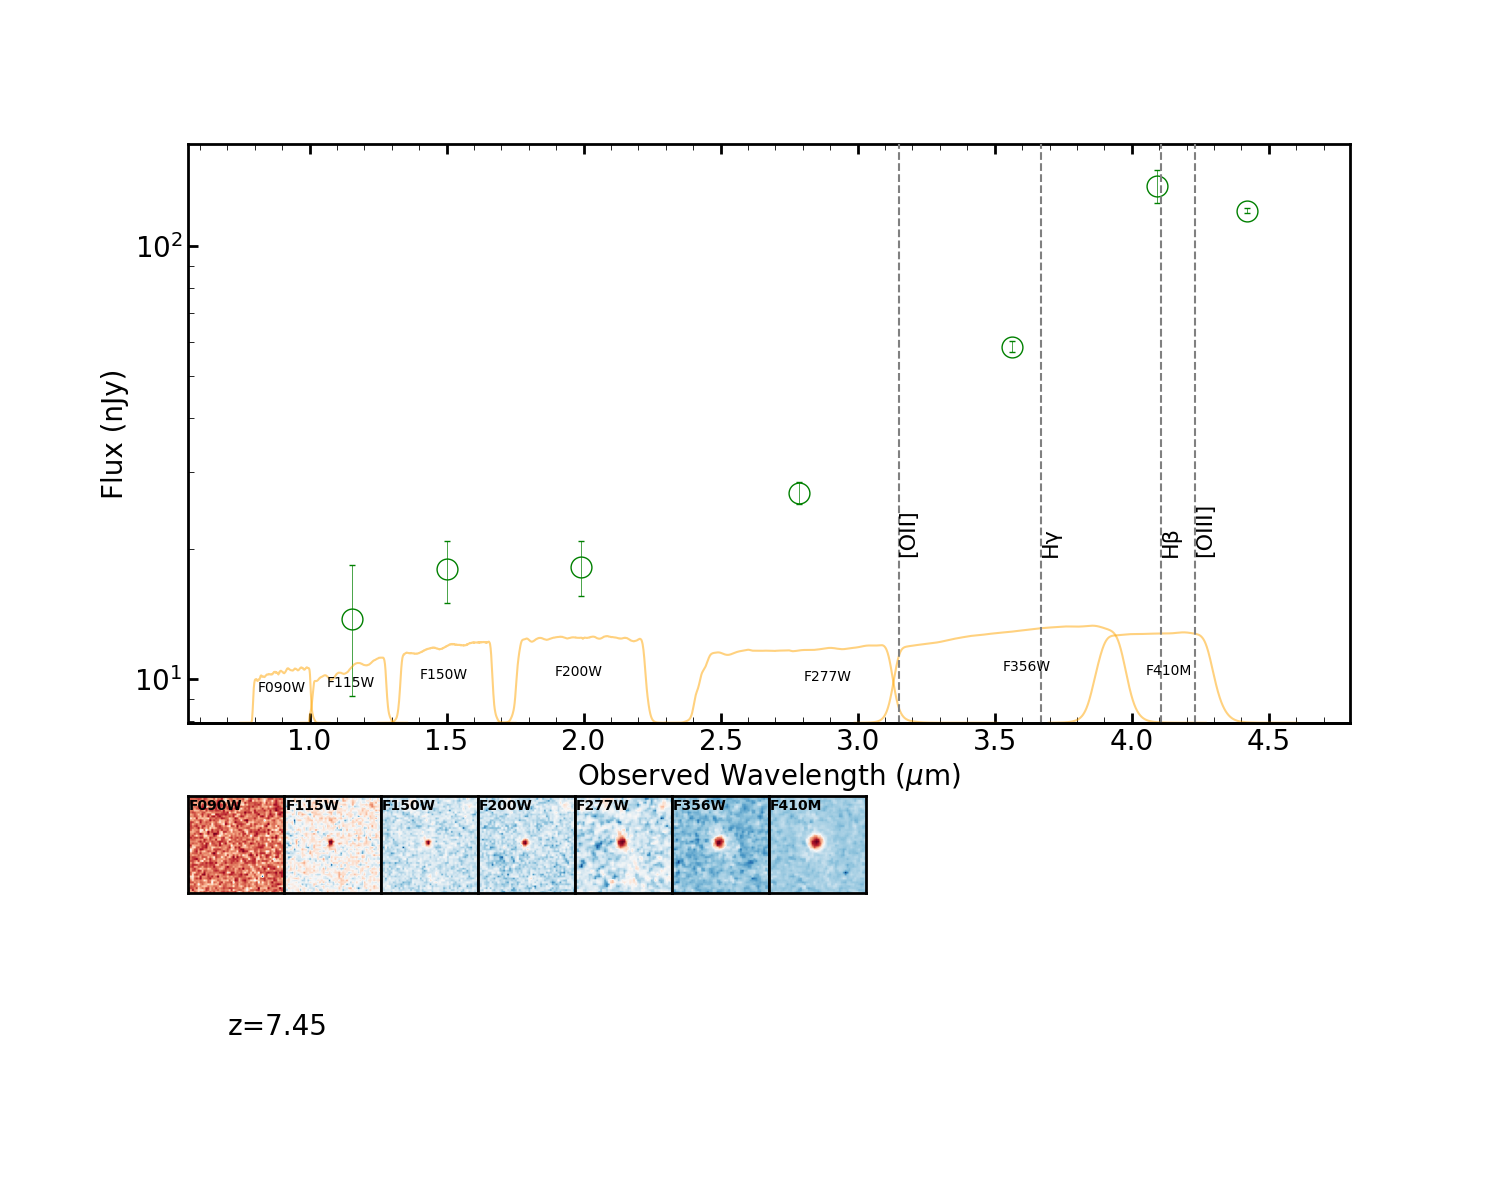 10²
10¹
Flux (nJy)
[OII]
Hγ
Hβ
[OIII]
F090W
F115W
F150W
F200W
F277W
F356W
F410M
1.0 1.5 2.0 2.5 3.0 3.5 4.0 4.5
Observed Wavelength (μm)
F090W F115W F150W F200W F277W F356W F410M
z=7.45